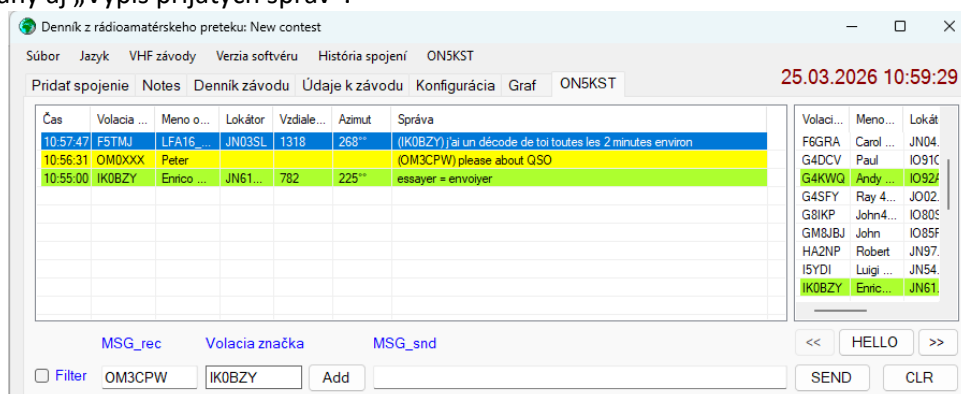 „Výpis prijatých správ“.
Denník z rádioamatérskeho preteku: New contest
Súbor Jazyk VHF závody Verzia softvéru História spojení ON5KST
Pridať spojenie Notes Denník závodu Údaje k závodu Konfigurácia Graf ON5KST 25.03.2026 10:59:29
Čas Volacia ... Meno o... Lokátor Vzdiale... Azimut Správa
10:57:47 F5TMJ LFA16_... JN03SL 1318 268°° (IK0BZY) j'ai un décode de toi toutes les 2 minutes environ
10:56:31 OM0XXX Peter (OM3CPW) please about QSO
10:55:00 IK0BZY Enrico ... JN61... 782 225°° essayer = envoiyer
Volaci... Meno... Lokát
F6GRA Carol ... JN04.
G4DCV Paul
G4KWQ Andy ...
G4SFY Ray 4... JO02.
G8IKP John4...
GM8JBJ John
HA2NP Robert JN97.
I5YDI Luigi ... JN54.
IK0BZY Enric... JN61.
MSG_rec Volacia značka MSG_snd << HELLO >>
Filter OM3CPW IK0BZY Add SEND CLR